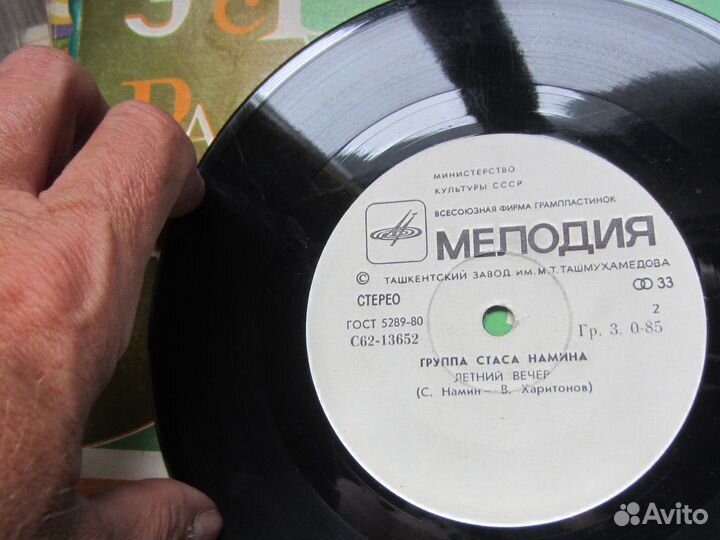 МИНИСТЕРСТВО
КУЛЬТУРЫ СССР
ВСЕСОЮЗНАЯ ФИРМА ГРАМПЛАСТИНОК
МЕЛОДИЯ
© ТАШКЕНТСКИЙ ЗАВОД ИМ. М. Т. ТАШМУХАМЕДОВА
СТЕРЕО
33
ГОСТ 5289-80
2
С62-13652
Гр. 3. 0-85
ГРУППА СТАСА НАМИНА
ЛЕТНИЙ ВЕЧЕР
(С. Намин — В. Харитонов)
Avito